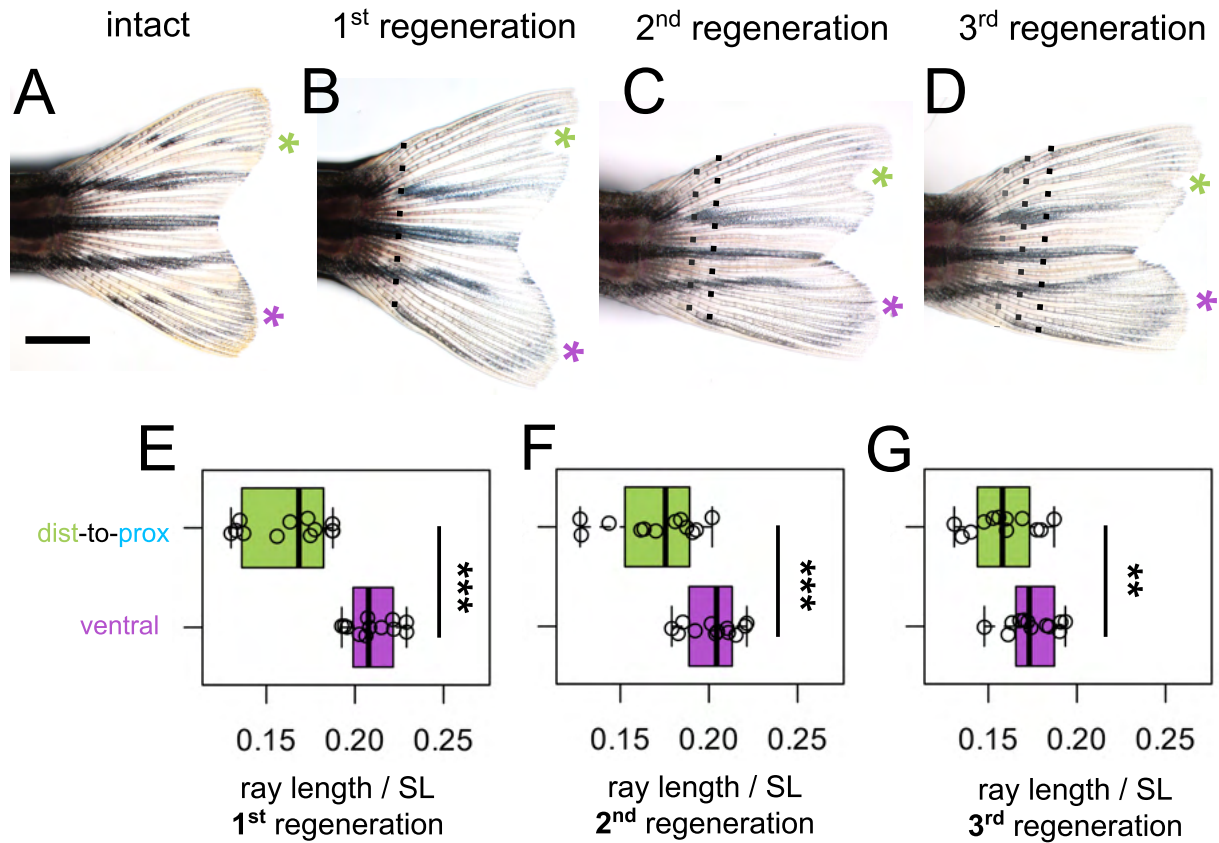 intact 1st regeneration 2nd regeneration 3rd regeneration
A B C D
* * * *
* * * *
E F G
dist-to-prox
ventral
*** *** **
0.15 0.20 0.25 0.15 0.20 0.25 0.15 0.20 0.25
ray length / SL ray length / SL ray length / SL
1st regeneration 2nd regeneration 3rd regeneration